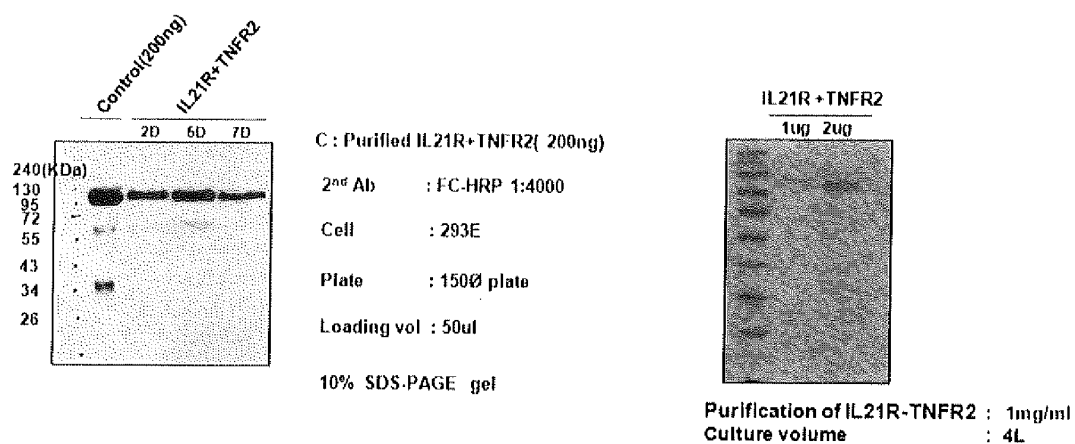 Control(200ng)
IL21R+TNFR2
2D 6D 7D
240(KDa)
130
95
72
55
43
34
26
C : Purified IL21R+TNFR2( 200ng)
2nd Ab : FC-HRP 1:4000
Cell : 293E
Plate : 150Ø plate
Loading vol : 50ul
10% SDS-PAGE gel
IL21R +TNFR2
1ug 2ug
Purification of IL21R-TNFR2 : 1mg/ml
Culture volume : 4L